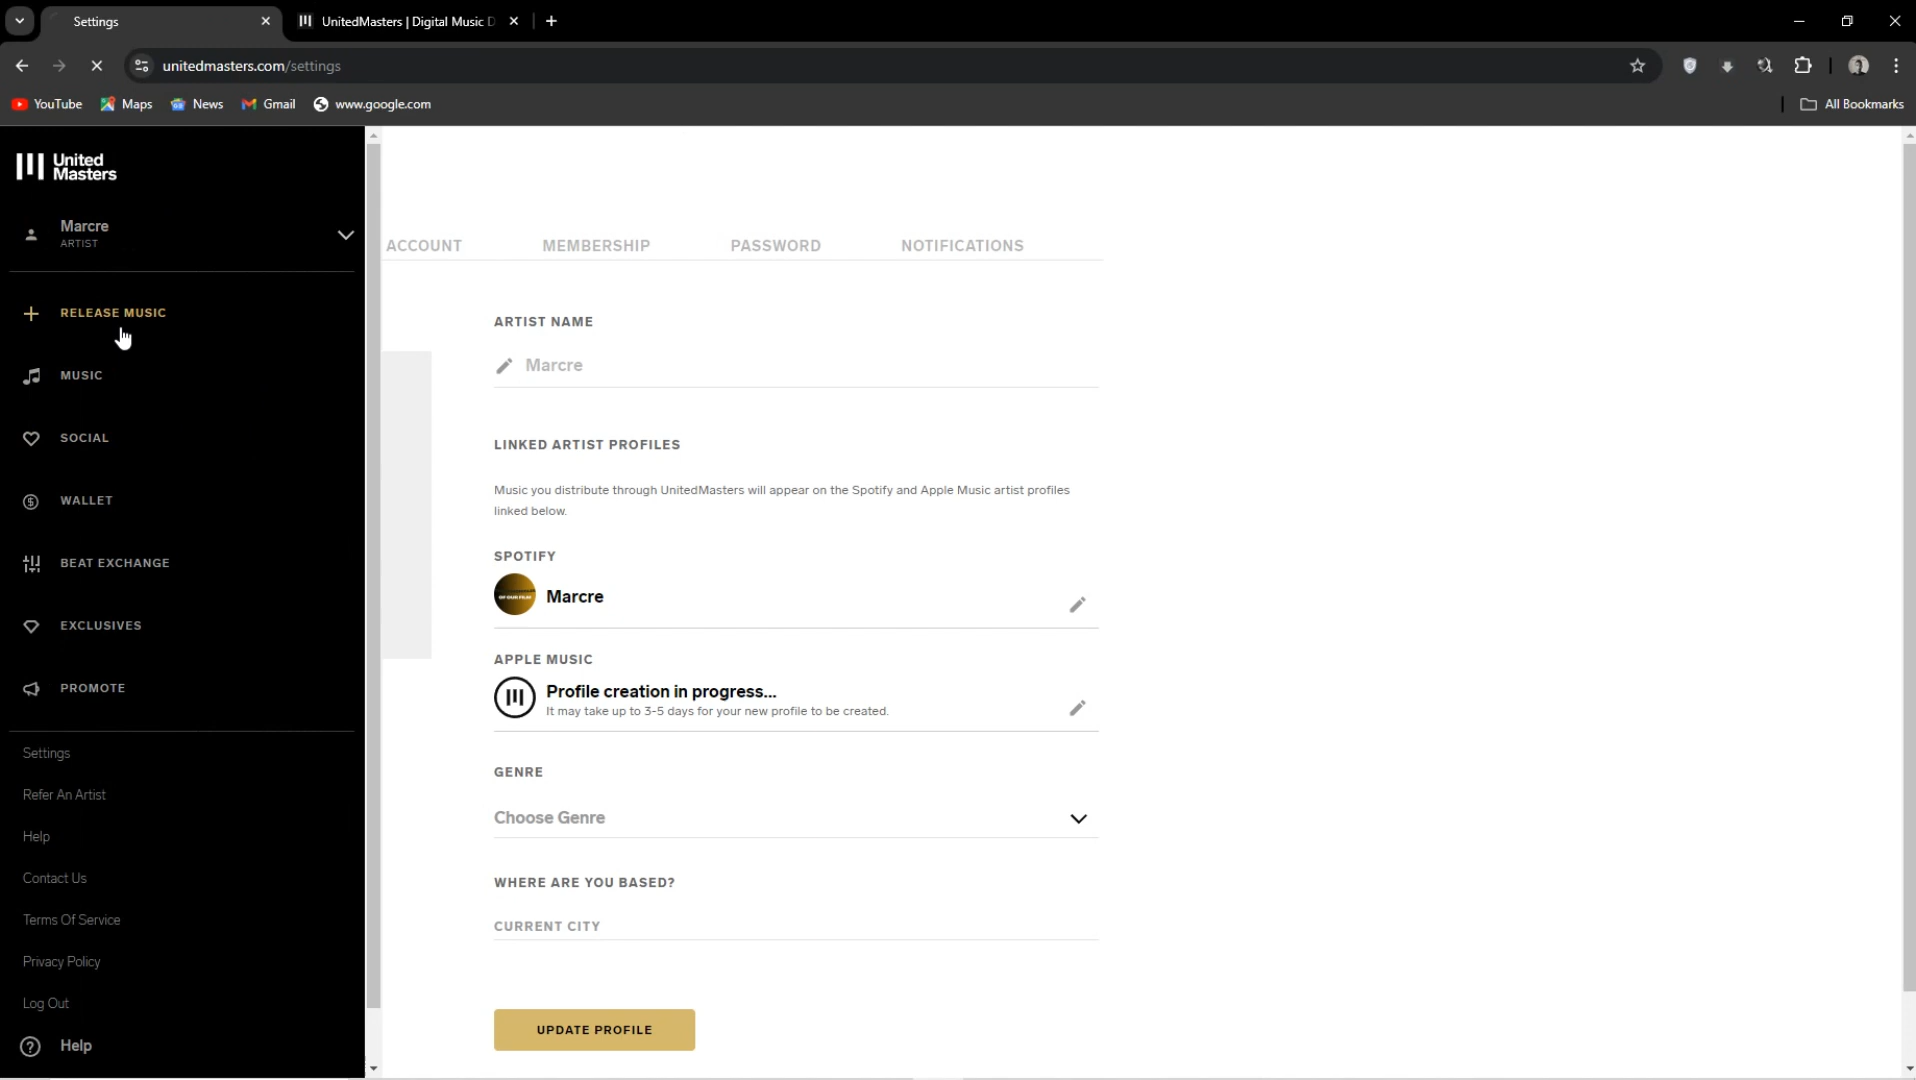 Settings
UnitedMasters | Digital Music D
unitedmasters.com/settings
YouTube
Maps
News
Gmail
www.google.com
All Bookmarks
United
Masters
Marcre
ARTIST
RELEASE MUSIC
MUSIC
SOCIAL
WALLET
BEAT EXCHANGE
EXCLUSIVES
PROMOTE
Settings
Refer An Artist
Help
Contact Us
Terms Of Service
Privacy Policy
Log Out
Help
ACCOUNT
MEMBERSHIP
PASSWORD
NOTIFICATIONS
ARTIST NAME
Marcre
LINKED ARTIST PROFILES
Music you distribute through UnitedMasters will appear on the Spotify and Apple Music artist profiles
linked below.
SPOTIFY
OF OUR FILM
Marcre
APPLE MUSIC
Profile creation in progress...
It may take up to 3-5 days for your new profile to be created.
GENRE
Choose Genre
WHERE ARE YOU BASED?
CURRENT CITY
UPDATE PROFILE